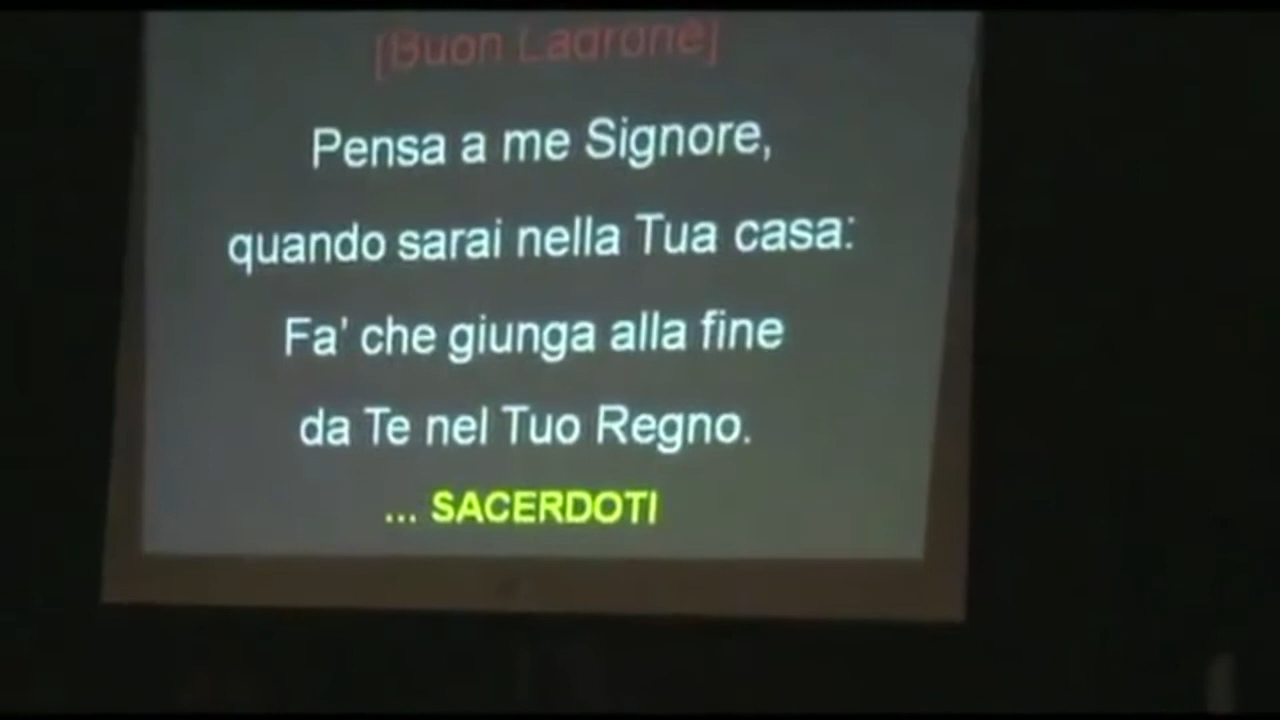 [Buon Ladrone]
Pensa a me Signore,
quando sarai nella Tua casa:
Fa' che giunga alla fine
da Te nel Tuo Regno.
... SACERDOTI